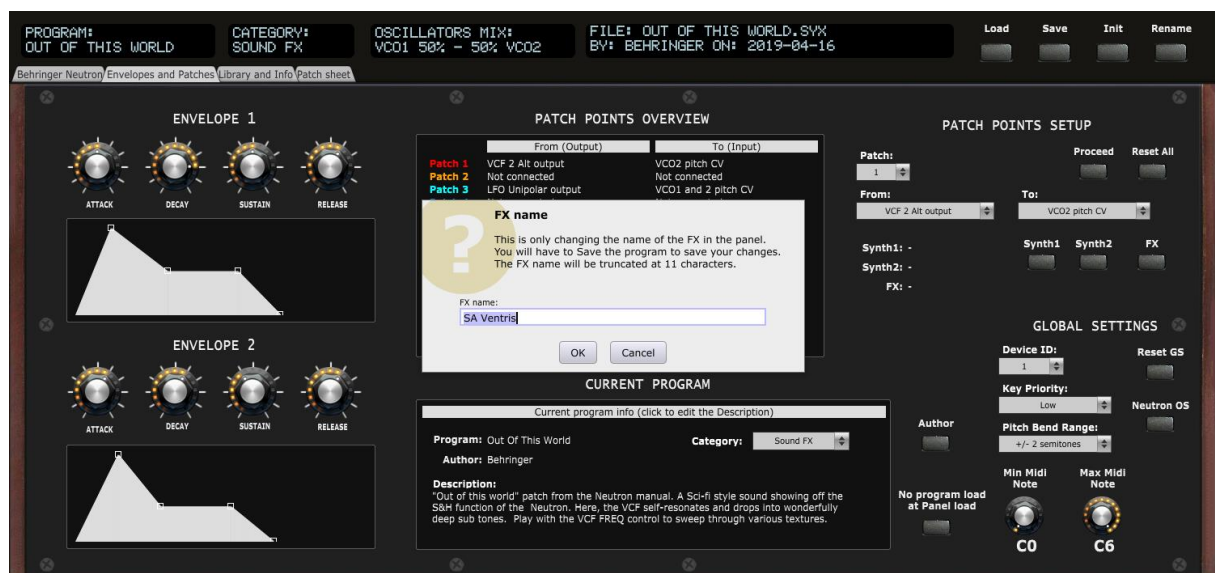 PROGRAM:
OUT OF THIS WORLD
CATEGORY:
SOUND FX
OSCILLATORS MIX:
VCO1 50% - 50% VCO2
FILE: OUT OF THIS WORLD.SYX
BY: BEHRINGER ON: 2019-04-16
Load Save Init Rename
Behringer Neutron Envelopes and Patches Library and Info Patch sheet
ENVELOPE 1
ATTACK DECAY SUSTAIN RELEASE
ENVELOPE 2
ATTACK DECAY SUSTAIN RELEASE
PATCH POINTS OVERVIEW
From (Output) To (Input)
Patch 1 VCF 2 Alt output VCO2 pitch CV
Patch 2 Not connected Not connected
Patch 3 LFO Unipolar output VCO1 and 2 pitch CV
?
FX name
This is only changing the name of the FX in the panel.
You will have to Save the program to save your changes.
The FX name will be truncated at 11 characters.
FX name:
SA Ventris
OK Cancel
CURRENT PROGRAM
Current program info (click to edit the Description)
Program: Out Of This World
Category: Sound FX
Author: Behringer
Description:
"Out of this world" patch from the Neutron manual. A Sci-fi style sound showing off the
S&H function of the Neutron. Here, the VCF self-resonates and drops into wonderfully
deep sub tones. Play with the VCF FREQ control to sweep through various textures.
PATCH POINTS SETUP
Patch:
1
Proceed Reset All
From: To:
VCF 2 Alt output VCO2 pitch CV
Synth1: -
Synth2: -
FX: -
Synth1 Synth2 FX
GLOBAL SETTINGS
Device ID:
1
Reset GS
Key Priority:
Low
Neutron OS
Pitch Bend Range:
+/- 2 semitones
Author
No program load
at Panel load
Min Midi
Note
C0
Max Midi
Note
C6